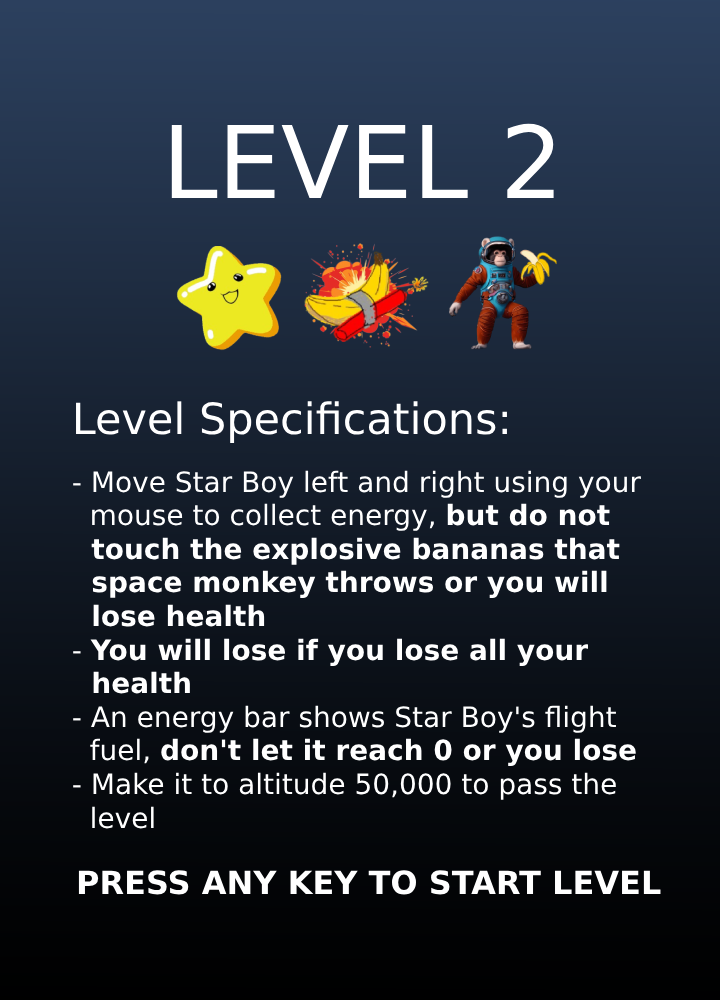 LEVEL 2
Level Specifications:
- Move Star Boy left and right using your
mouse to collect energy, but do not
touch the explosive bananas that
space monkey throws or you will
lose health
- You will lose if you lose all your
health
- An energy bar shows Star Boy's flight
fuel, don't let it reach 0 or you lose
- Make it to altitude 50,000 to pass the
level
PRESS ANY KEY TO START LEVEL